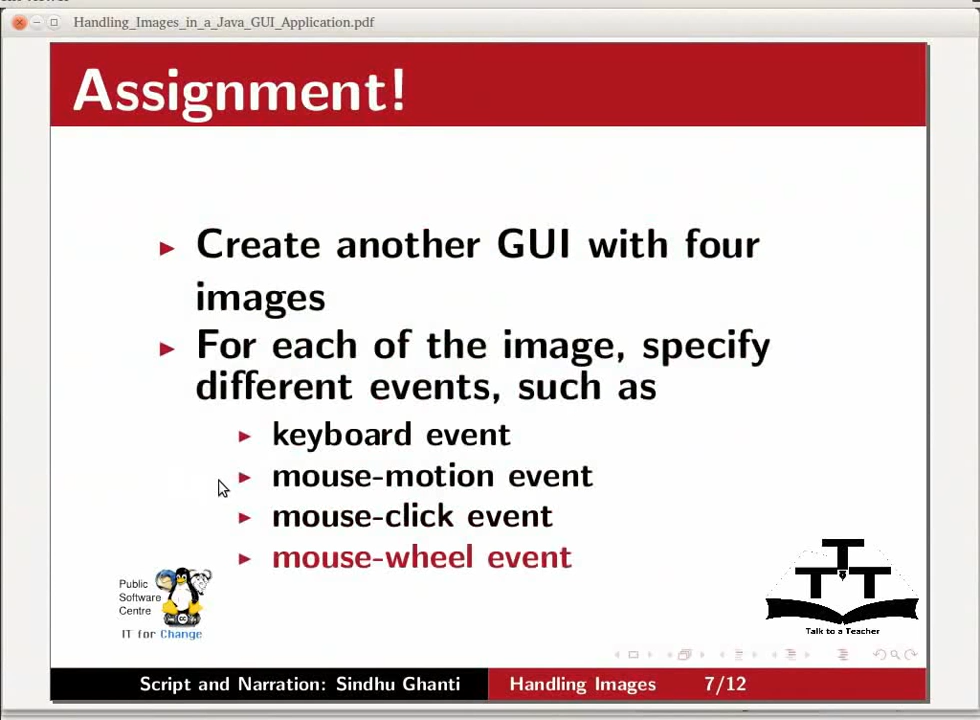 Handling_Images_in_a_Java_GUI_Application.pdf
Assignment!
Create another GUI with four
images
For each of the image, specify
different events, such as
keyboard event
mouse-motion event
mouse-click event
mouse-wheel event
Public
Software
Centre
IT for Change
T T T
Talk to a Teacher
Script and Narration: Sindhu Ghanti Handling Images 7/12